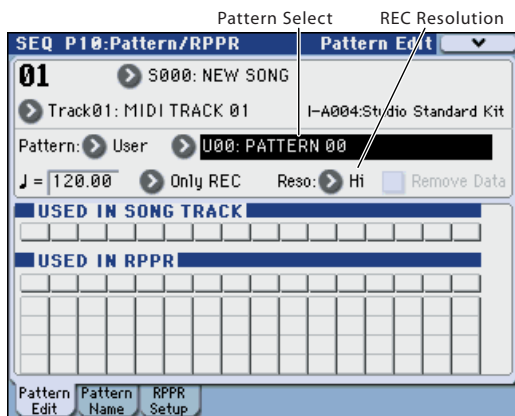 Pattern Select REC Resolution
SEQ P10:Pattern/RPPR Pattern Edit
01 S000: NEW SONG
Track01: MIDI TRACK 01 I-A004:Studio Standard Kit
Pattern: User U00: PATTERN 00
♩ = 120.00 Only REC Reso: Hi Remove Data
USED IN SONG TRACK
USED IN RPPR
Pattern Edit Pattern Name RPPR Setup